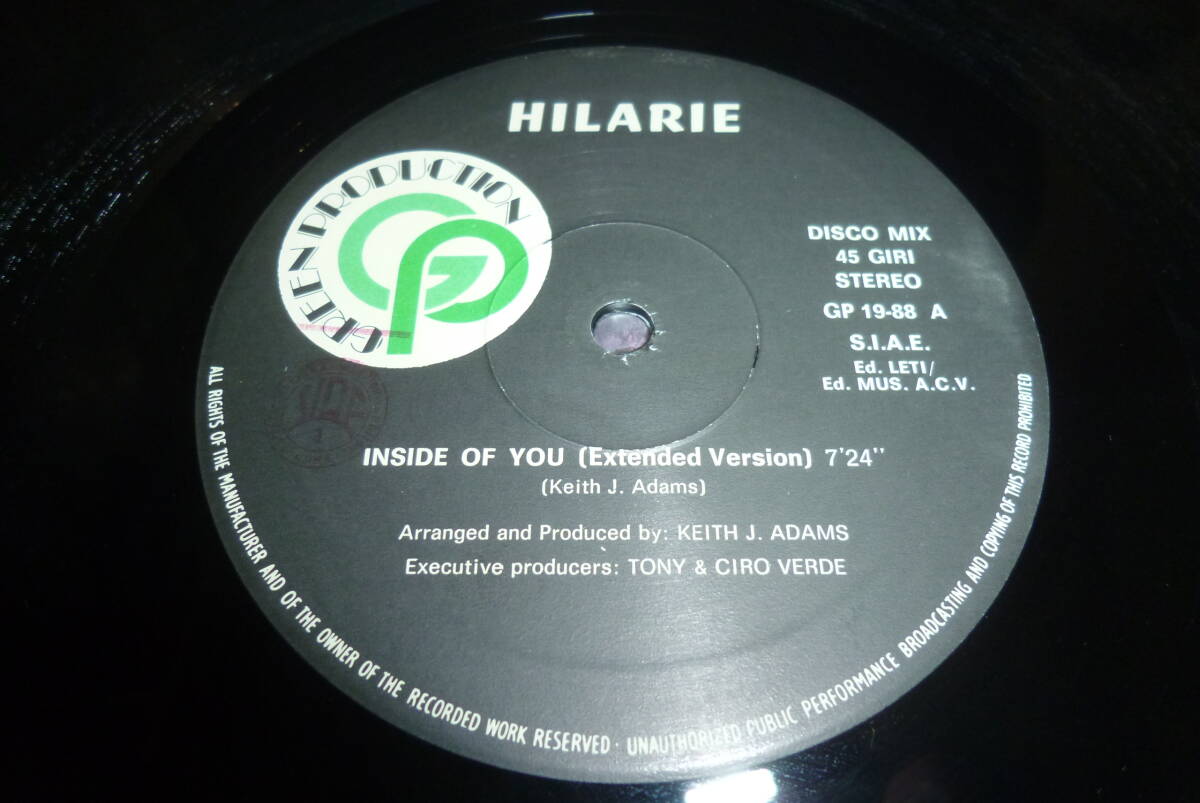 HILARIE
GREEN PRODUCTION
GP
DISCO MIX
45 GIRI
STEREO
GP 19-88 A
S.I.A.E.
Ed. LETI/
Ed. MUS. A.C.V.
INSIDE OF YOU (Extended Version) 7'24''
(Keith J. Adams)
Arranged and Produced by: KEITH J. ADAMS
Executive producers: TONY & CIRO VERDE
ALL RIGHTS OF THE MANUFACTURER AND OF THE OWNER OF THE RECORDED WORK RESERVED · UNAUTHORIZED PUBLIC PERFORMANCE BROADCASTING AND COPYING OF THIS RECORD PROHIBITED